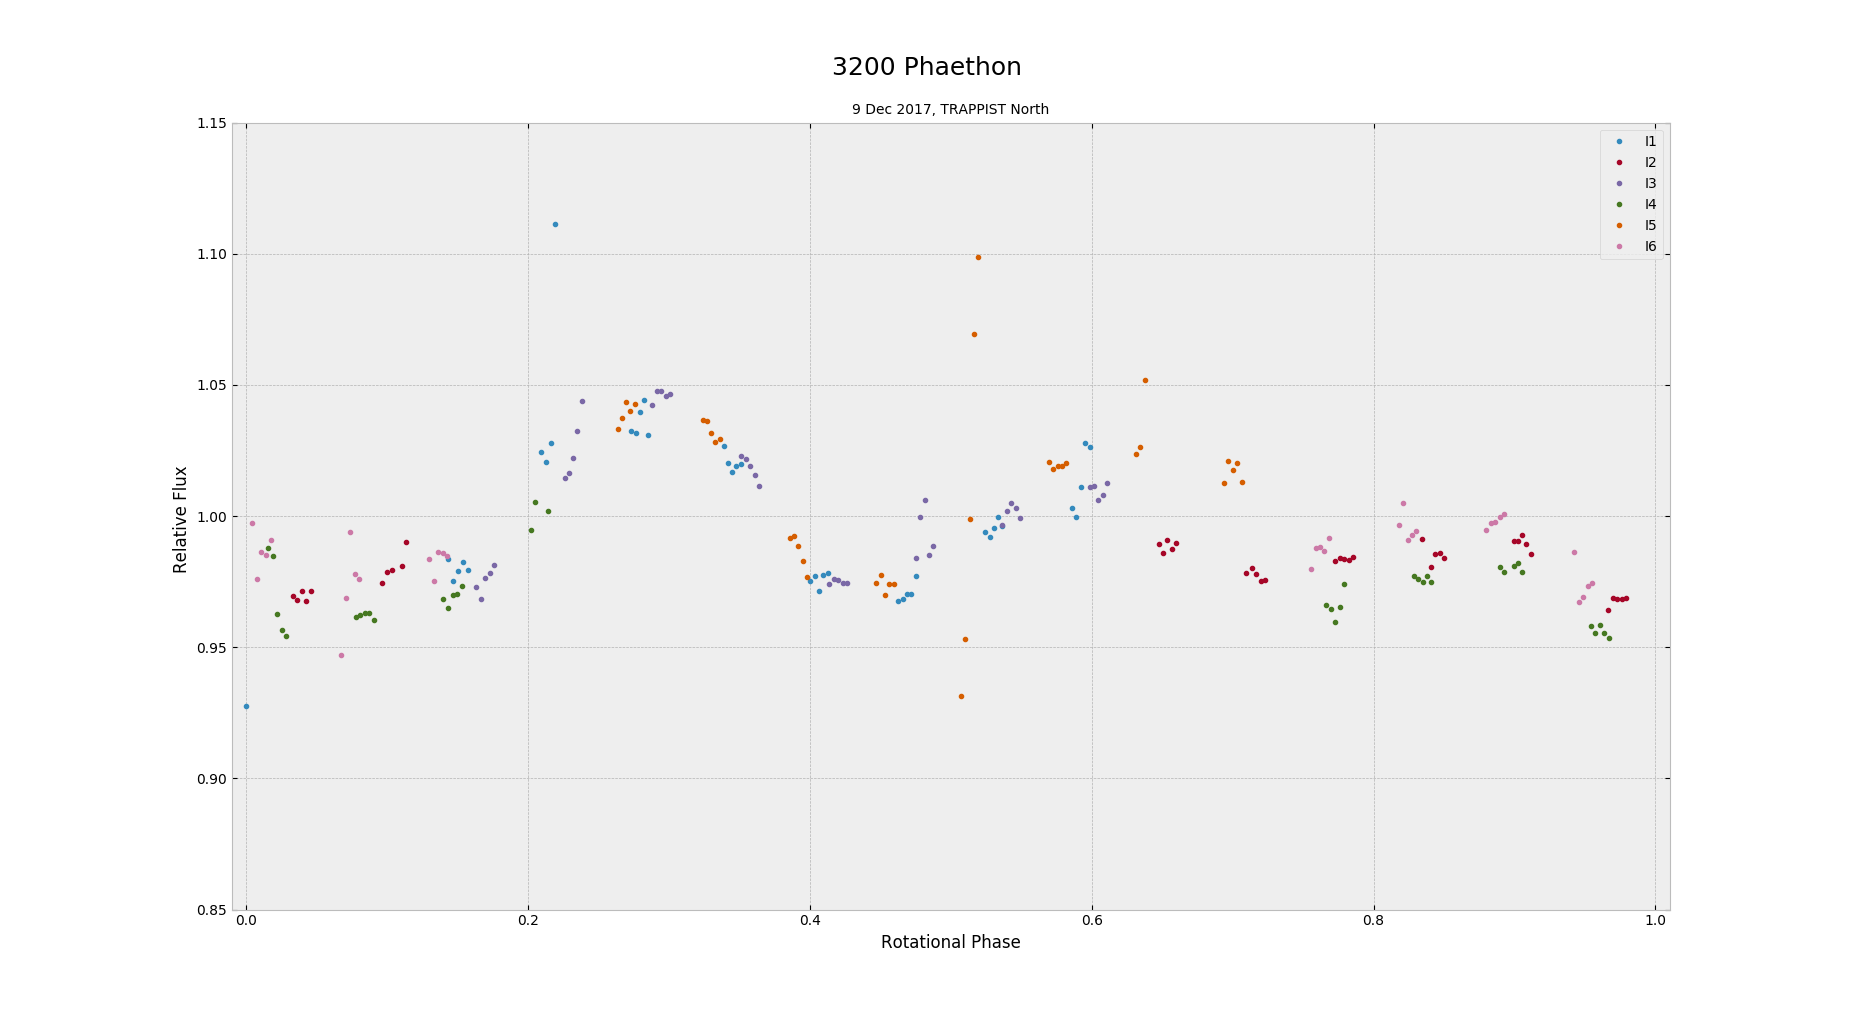 3200 Phaethon
9 Dec 2017, TRAPPIST North
1.15
1.10
1.05
1.00
0.95
0.90
0.85
Relative Flux
I1
I2
I3
I4
I5
I6
0.0 0.2 0.4 0.6 0.8 1.0
Rotational Phase